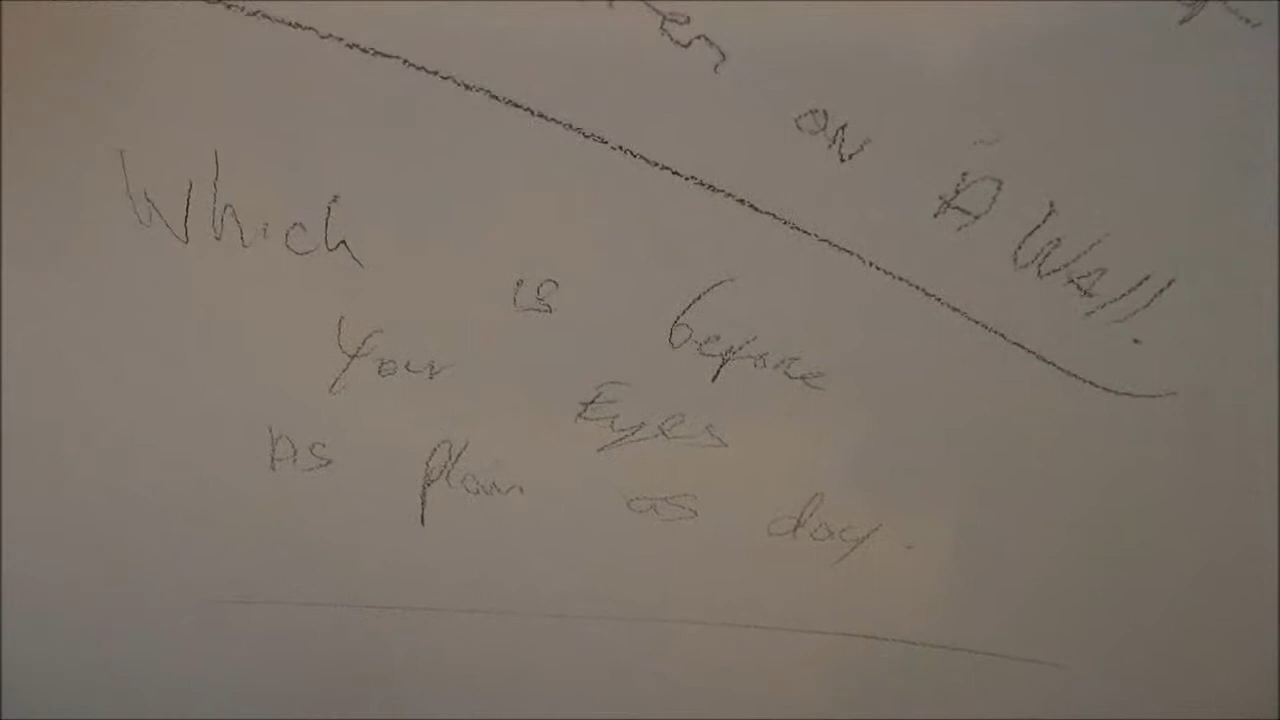 on A Wall.
Which
is before
Your Eyes
As plain as day.